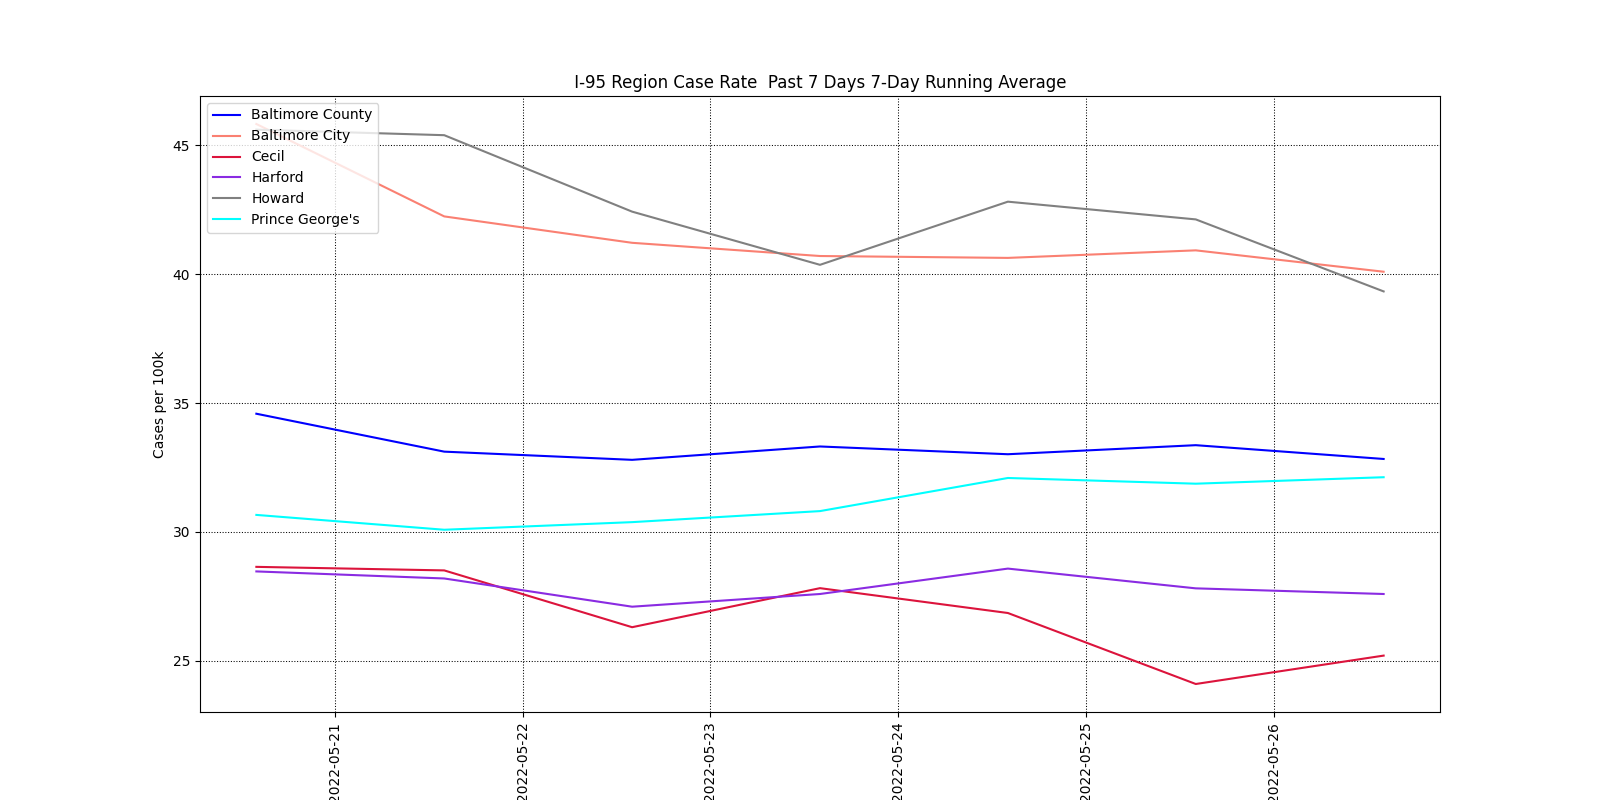 I-95 Region Case Rate  Past 7 Days 7-Day Running Average
Baltimore County
Baltimore City
Cecil
Harford
Howard
Prince George's
45
40
35
30
25
Cases per 100k
2022-05-21
2022-05-22
2022-05-23
2022-05-24
2022-05-25
2022-05-26